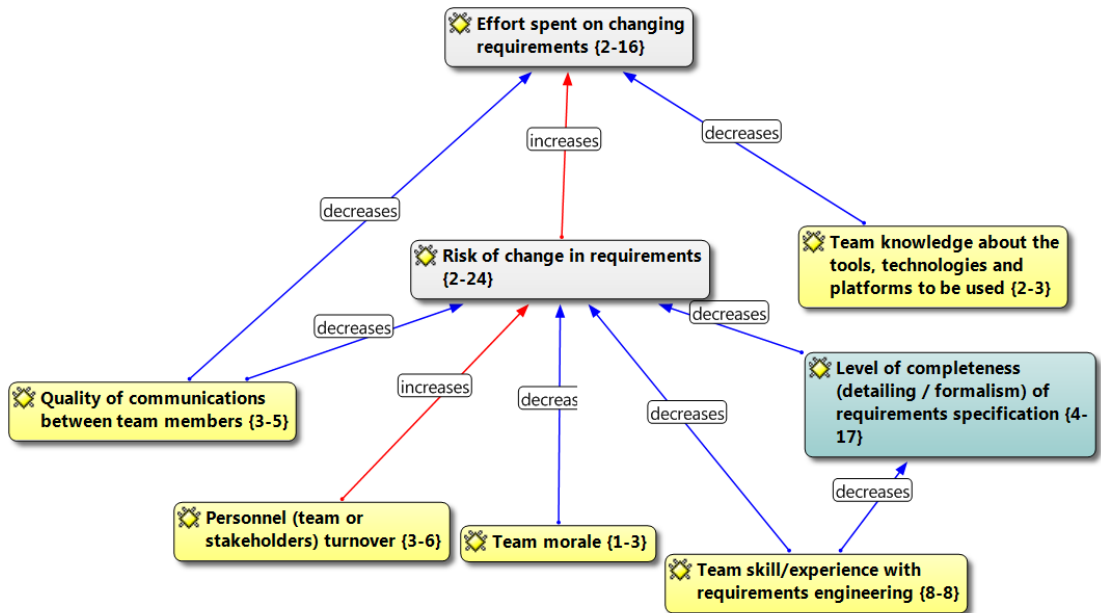 Effort spent on changing
requirements {2-16}
decreases
increases
decreases
Team knowledge about the
tools, technologies and
platforms to be used {2-3}
Risk of change in requirements
{2-24}
decreases
decreases
Level of completeness
(detailing / formalism) of
requirements specification {4-
17}
Quality of communications
between team members {3-5}
increases
decreas
decreases
decreases
Personnel (team or
stakeholders) turnover {3-6}
Team morale {1-3}
Team skill/experience with
requirements engineering {8-8}